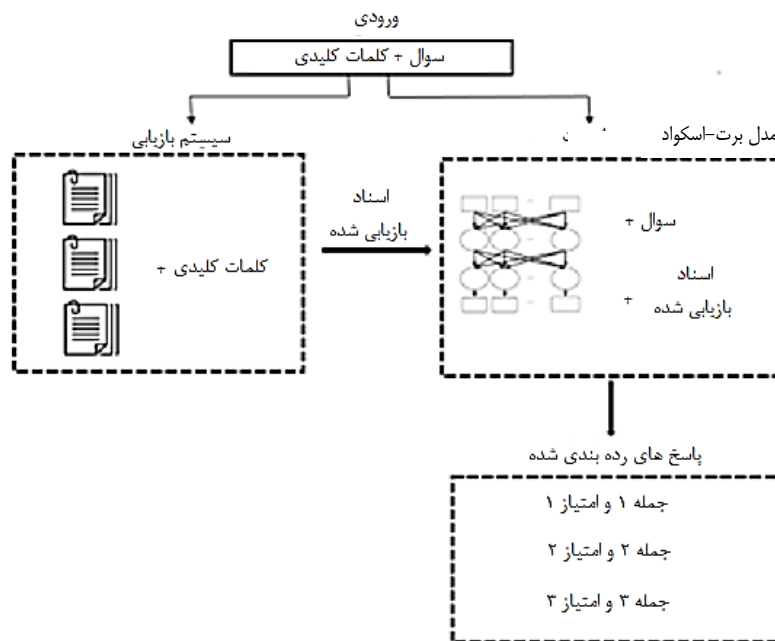 ورودی
سوال + کلمات کلیدی
مدل برت-اسکواد
سیستم بازیابی
سوال +
اسناد
بازیابی شده +
اسناد
بازیابی شده
کلمات کلیدی +
پاسخ های رده بندی شده
جمله ۱ و امتیاز ۱
جمله ۲ و امتیاز ۲
جمله ۳ و امتیاز ۳